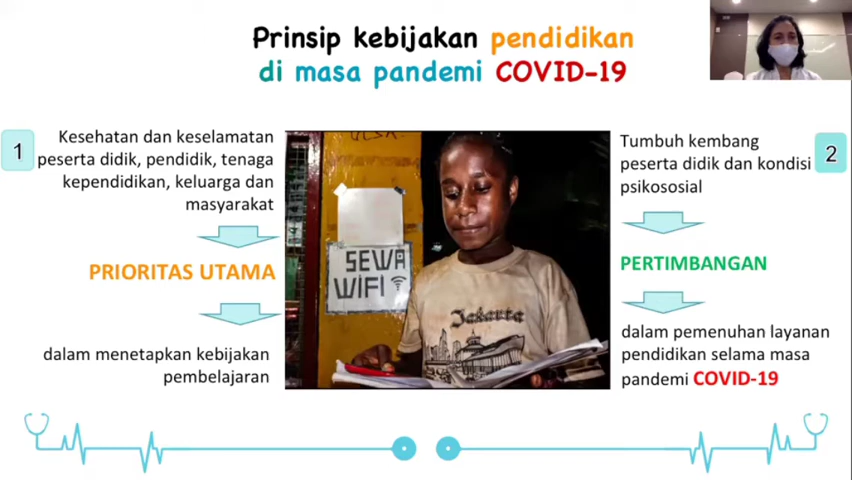 Prinsip kebijakan pendidikan
di masa pandemi COVID-19
1
Kesehatan dan keselamatan
peserta didik, pendidik, tenaga
kependidikan, keluarga dan
masyarakat
PRIORITAS UTAMA
dalam menetapkan kebijakan
pembelajaran
SEWA
WIFI
Jakarta
2
Tumbuh kembang
peserta didik dan kondisi
psikososial
PERTIMBANGAN
dalam pemenuhan layanan
pendidikan selama masa
pandemi COVID-19